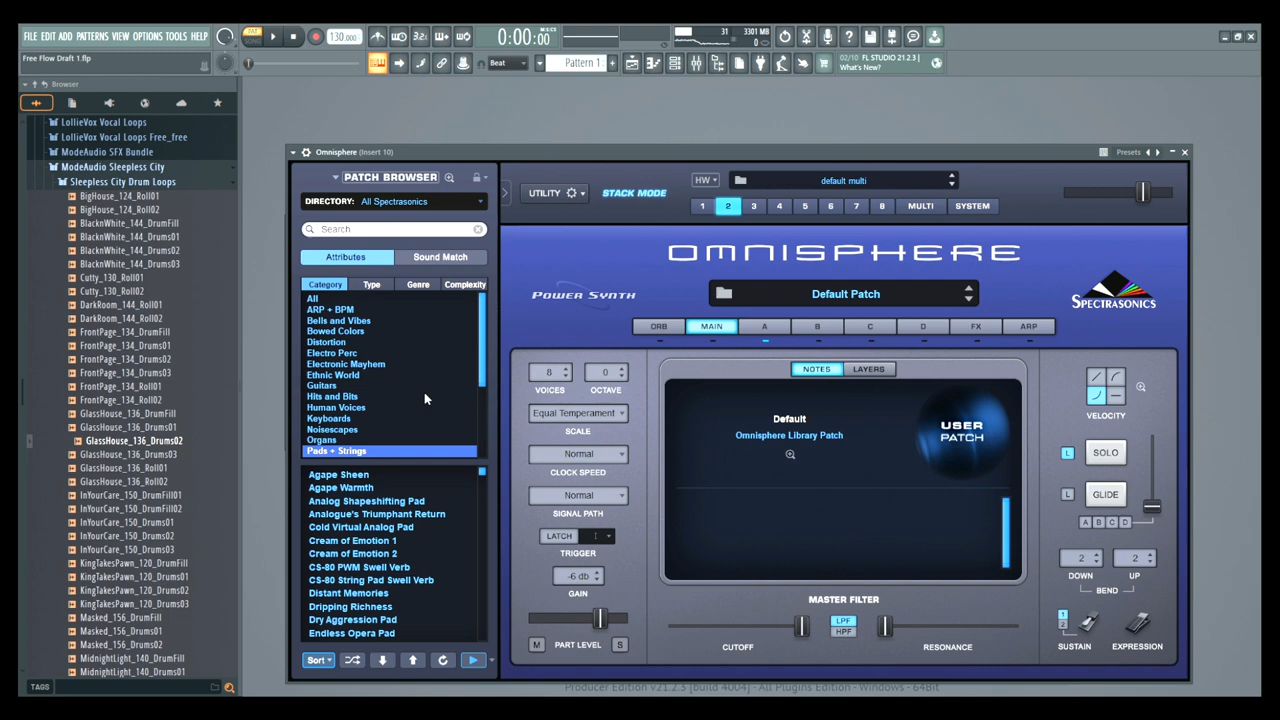 FILE EDIT ADD PATTERNS VIEW OPTIONS TOOLS HELP
PAT
SONG
130.000
3.2.
0:00:00
M:S:CS
31
3301 MB
0
Free Flow Draft 1.flp
Beat
Pattern 1
02/10 FL STUDIO 21.2.3 |
What's New?
Browser
LollieVox Vocal Loops
LollieVox Vocal Loops Free_free
ModeAudio SFX Bundle
ModeAudio Sleepless City
Sleepless City Drum Loops
BigHouse_124_Roll01
BigHouse_124_Roll02
BlacknWhite_144_DrumFill
BlacknWhite_144_Drums01
BlacknWhite_144_Drums02
BlacknWhite_144_Drums03
Cutty_130_Roll01
Cutty_130_Roll02
DarkRoom_144_Roll01
DarkRoom_144_Roll02
FrontPage_134_DrumFill
FrontPage_134_Drums01
FrontPage_134_Drums02
FrontPage_134_Drums03
FrontPage_134_Roll01
FrontPage_134_Roll02
GlassHouse_136_DrumFill
GlassHouse_136_Drums01
GlassHouse_136_Drums02
GlassHouse_136_Drums03
GlassHouse_136_Roll01
GlassHouse_136_Roll02
InYourCare_150_DrumFill01
InYourCare_150_DrumFill02
InYourCare_150_Drums01
InYourCare_150_Drums02
InYourCare_150_Drums03
KingTakesPawn_120_DrumFill
KingTakesPawn_120_Drums01
KingTakesPawn_120_Drums02
KingTakesPawn_120_Drums03
Masked_156_DrumFill
Masked_156_Drums01
Masked_156_Drums02
MidnightLight_140_DrumFill
MidnightLight_140_Drums01
TAGS
Omnisphere (Insert 10)
Presets
PATCH BROWSER
DIRECTORY: All Spectrasonics
Search
Attributes
Sound Match
Category
Type
Genre
Complexity
All
ARP + BPM
Bells and Vibes
Bowed Colors
Distortion
Electro Perc
Electronic Mayhem
Ethnic World
Guitars
Hits and Bits
Human Voices
Keyboards
Noisescapes
Organs
Pads + Strings
Agape Sheen
Agape Warmth
Analog Shapeshifting Pad
Analogue's Triumphant Return
Cold Virtual Analog Pad
Cream of Emotion 1
Cream of Emotion 2
CS-80 PWM Swell Verb
CS-80 String Pad Swell Verb
Distant Memories
Dripping Richness
Dry Aggression Pad
Endless Opera Pad
Sort
UTILITY
STACK MODE
HW
default multi
1 2 3 4 5 6 7 8 MULTI SYSTEM
OMNISPHERE
POWER SYNTH
Default Patch
SPECTRASONICS
ORB MAIN A B C D FX ARP
8
0
VOICES
OCTAVE
Equal Temperament
SCALE
Normal
CLOCK SPEED
Normal
SIGNAL PATH
LATCH
TRIGGER
-6 db
GAIN
M
PART LEVEL
S
NOTES
LAYERS
Default
Omnisphere Library Patch
USER
PATCH
MASTER FILTER
LPF
HPF
CUTOFF
RESONANCE
VELOCITY
L
SOLO
L
GLIDE
A B C D
2
2
DOWN
UP
BEND
1
2
SUSTAIN
EXPRESSION
Producer Edition v21.2.3 [build 4004] - All Plugins Edition - Windows - 64Bit